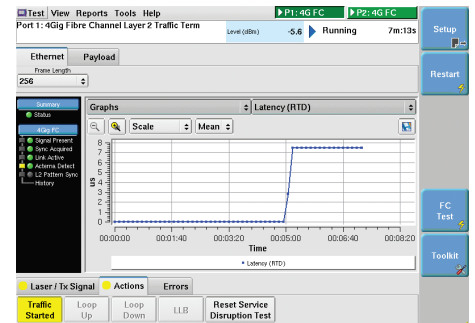 Test View Reports Tools Help
P1: 4G FC
P2: 4G FC
Port 1: 4Gig Fibre Channel Layer 2 Traffic Term
Level (dBm)
-5.6
Running
7m:13s
Setup
Restart
FC
Test
Toolkit
Ethernet
Payload
Frame Length
256
Summary
Status
4Gig FC
Signal Present
Sync Acquired
Link Active
Acterna Detect
L2 Pattern Sync
History
Graphs
Latency (RTD)
Scale
Mean
8
7
6
5
4
3
2
1
0
ms
00:00:00
00:01:40
00:03:20
00:05:00
00:06:40
00:08:20
Time
Latency (RTD)
Laser / Tx Signal
Actions
Errors
Traffic
Started
Loop
Up
Loop
Down
LLB
Reset Service
Disruption Test